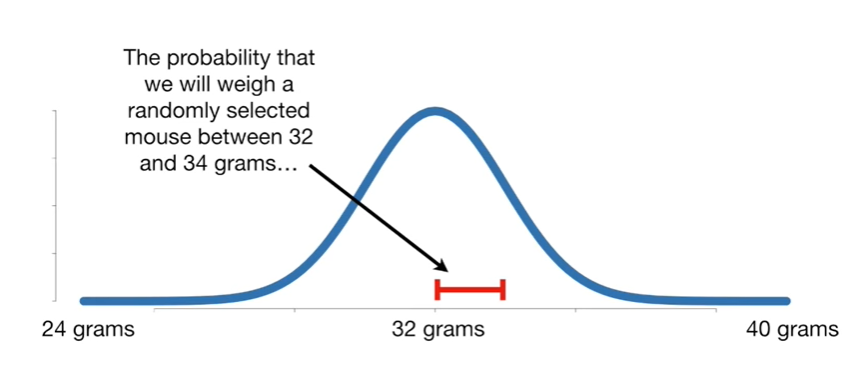 The probability that
we will weigh a
randomly selected
mouse between 32
and 34 grams…
24 grams
32 grams
40 grams